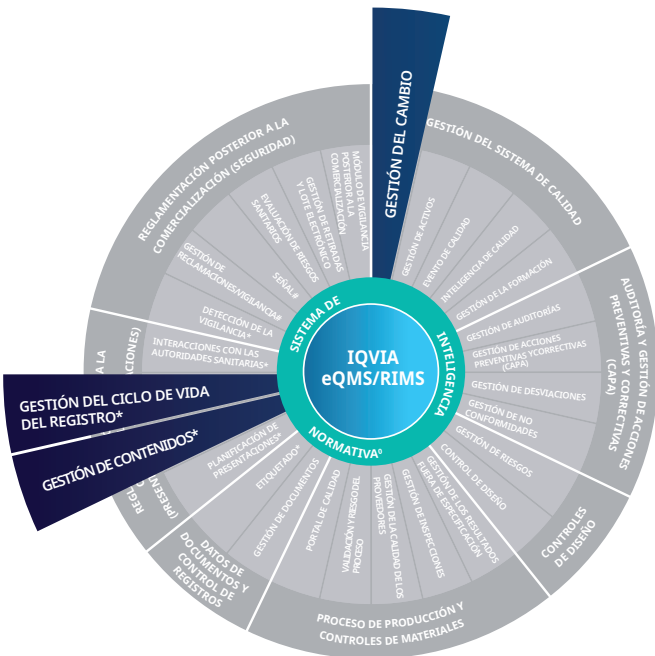 GESTIÓN DEL CAMBIO
GESTIÓN DEL SISTEMA DE CALIDAD
GESTIÓN DE ACTIVOS
EVENTO DE CALIDAD
INTELIGENCIA DE CALIDAD
GESTIÓN DE LA FORMACIÓN
AUDITORÍA Y GESTIÓN DE ACCIONES
PREVENTIVAS Y CORRECTIVAS
(CAPA)
GESTIÓN DE AUDITORÍAS
GESTIÓN DE ACCIONES
PREVENTIVAS YCORRECTIVAS
(CAPA)
GESTIÓN DE DESVIACIONES
GESTIÓN DE NO
CONFORMIDADES
CONTROLES
DE DISEÑO
GESTIÓN DE RIESGOS
CONTROL DE DISEÑO
PROCESO DE PRODUCCIÓN Y
CONTROLES DE MATERIALES
GESTIÓN DE LOS RESULTADOS
FUERA DE ESPECIFICACIÓN
GESTIÓN DE INSPECCIONES
GESTIÓN DE LA CALIDAD DE LOS
PROVEEDORES
VALIDACIÓN Y RIESGO DEL
PROCESO
PORTAL DE CALIDAD
DATOS DE
DOCUMENTOS Y
CONTROL DE
REGISTROS
GESTIÓN DE DOCUMENTOS
ETIQUETADO*
PLANIFICACIÓN DE
PRESENTACIONES*
GESTIÓN DE CONTENIDOS*
GESTIÓN DEL CICLO DE VIDA
DEL REGISTRO*
A LA
INTERACCIONES CON LAS
AUTORIDADES SANITARIAS*
REGLAMENTACIÓN POSTERIOR A LA
COMERCIALIZACIÓN (SEGURIDAD)
DETECCIÓN DE LA
VIGILANCIA*
GESTIÓN DE
RECLAMACIONES/VIGILANCIA#
SEÑAL#
EVALUACIÓN DE RIESGOS
SANITARIOS
GESTIÓN DE RETIRADAS
Y LOTE ELECTRÓNICO
MÓDULO DE VIGILANCIA
POSTERIOR A LA
COMERCIALIZACIÓN
SISTEMA DE
INTELIGENCIA
NORMATIVA◊
IQVIA
eQMS/RIMS